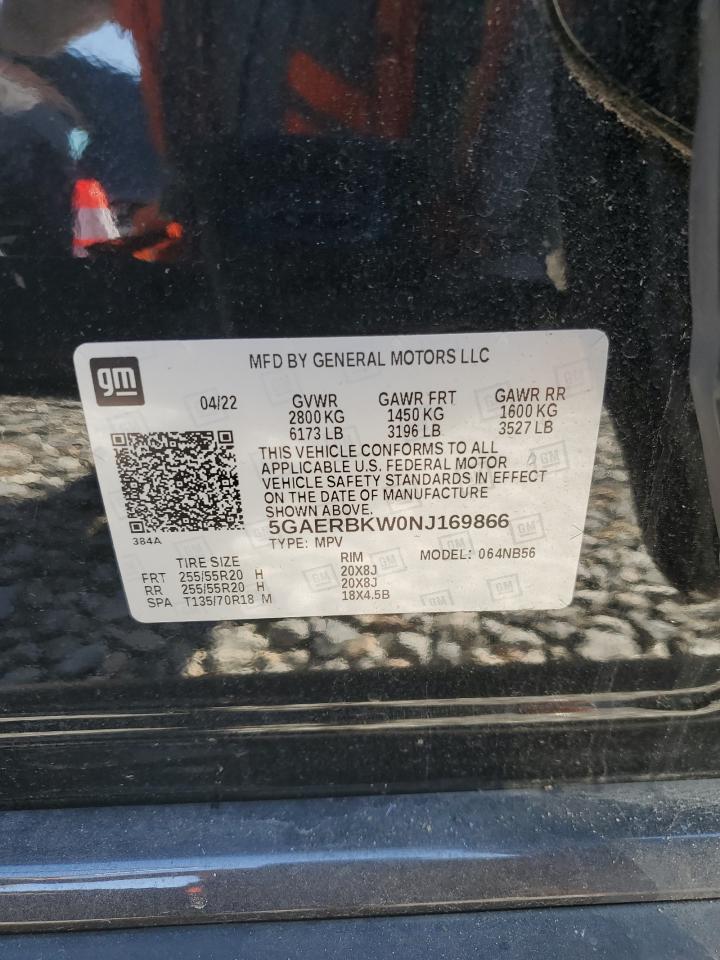 gm
MFD BY GENERAL MOTORS LLC
04/22 GVWR GAWR FRT GAWR RR
2800 KG 1450 KG 1600 KG
6173 LB 3196 LB 3527 LB
THIS VEHICLE CONFORMS TO ALL
APPLICABLE U.S. FEDERAL MOTOR
VEHICLE SAFETY STANDARDS IN EFFECT
ON THE DATE OF MANUFACTURE
SHOWN ABOVE.
5GAERBKW0NJ169866
384A
TYPE: MPV MODEL: 064NB56
TIRE SIZE RIM
FRT 255/55R20 H 20X8J
RR 255/55R20 H 20X8J
SPA T135/70R18 M 18X4.5B